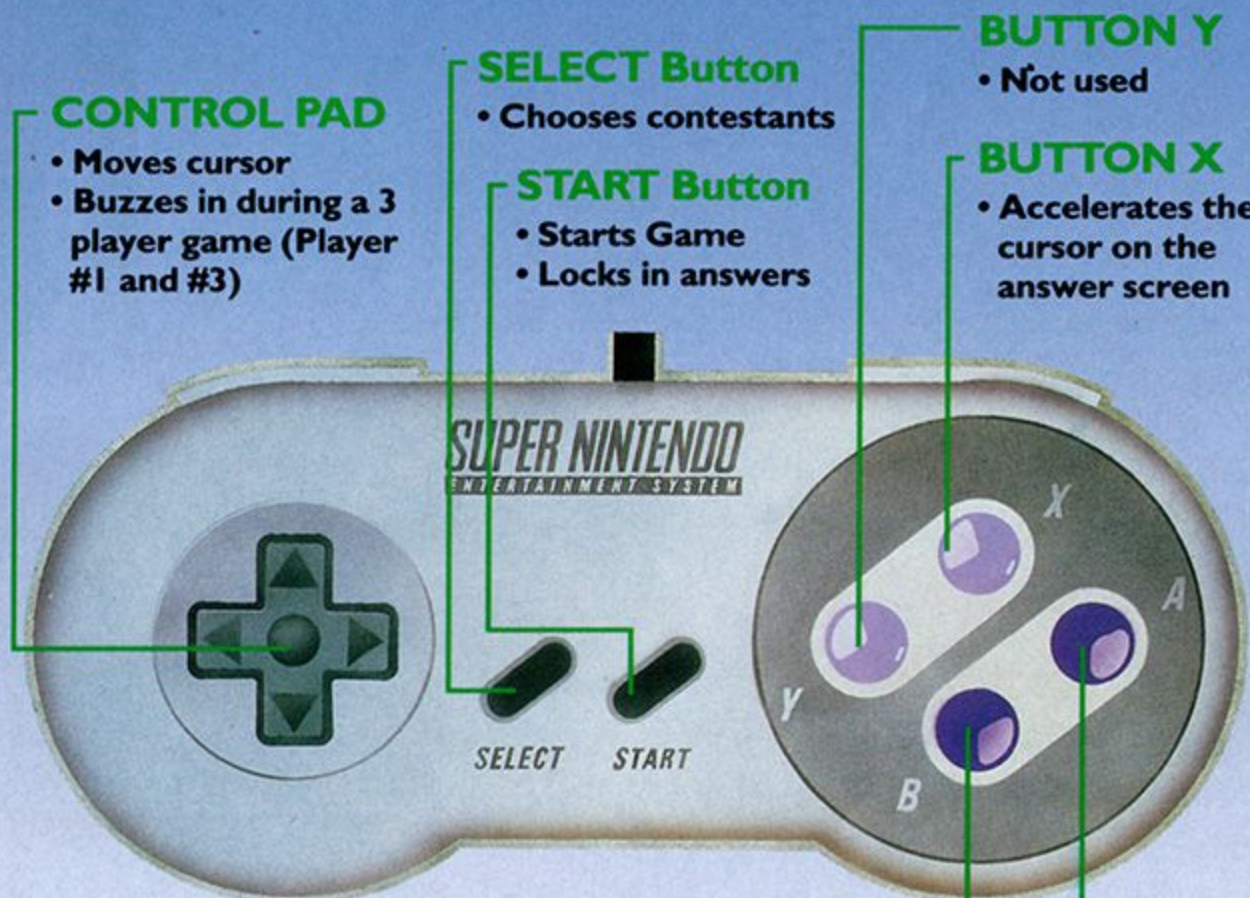 CONTROL PAD
• Moves cursor
• Buzzes in during a 3
player game (Player
#1 and #3)
SELECT Button
• Chooses contestants
START Button
• Starts Game
• Locks in answers
BUTTON Y
• Not used
BUTTON X
• Accelerates the
cursor on the
answer screen
SUPER NINTENDO
ENTERTAINMENT SYSTEM
X
A
Y
B
SELECT
START